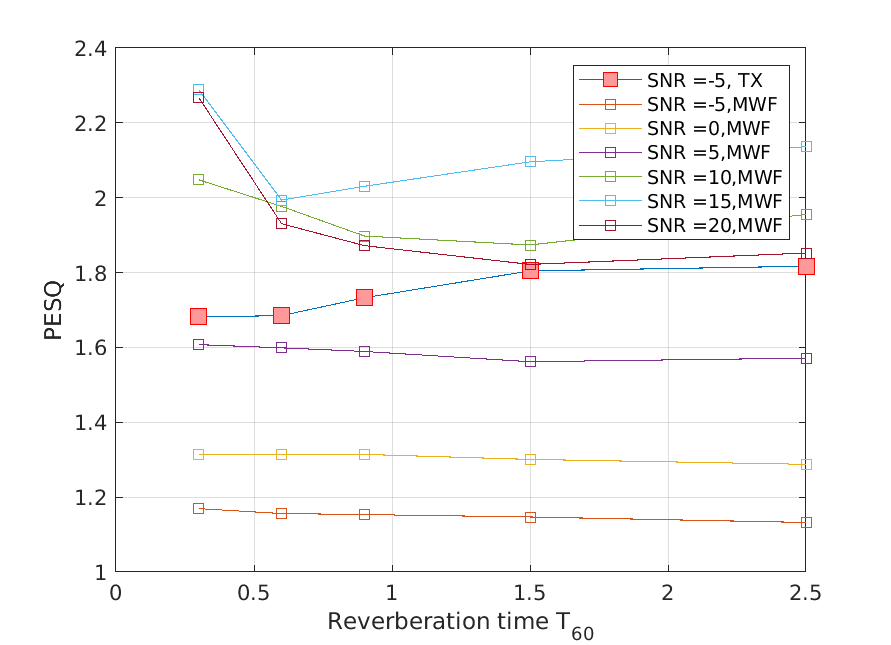 2.4
2.2
2
1.8
1.6
1.4
1.2
1
PESQ
SNR =-5, TX
SNR =-5,MWF
SNR =0,MWF
SNR =5,MWF
SNR =10,MWF
SNR =15,MWF
SNR =20,MWF
0 0.5 1 1.5 2 2.5
Reverberation time T60